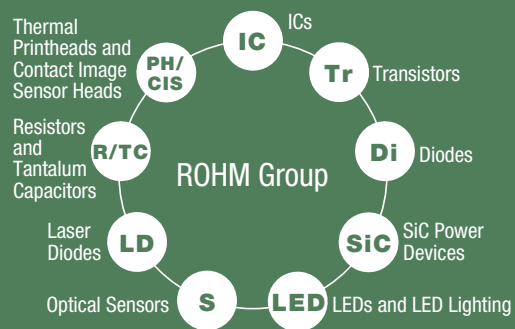 IC
ICs
Tr
Transistors
Di
Diodes
SiC
SiC Power
Devices
LED
LEDs and LED Lighting
S
Optical Sensors
LD
Laser
Diodes
R/TC
Resistors
and
Tantalum
Capacitors
PH/
CIS
Thermal
Printheads and
Contact Image
Sensor Heads
ROHM Group